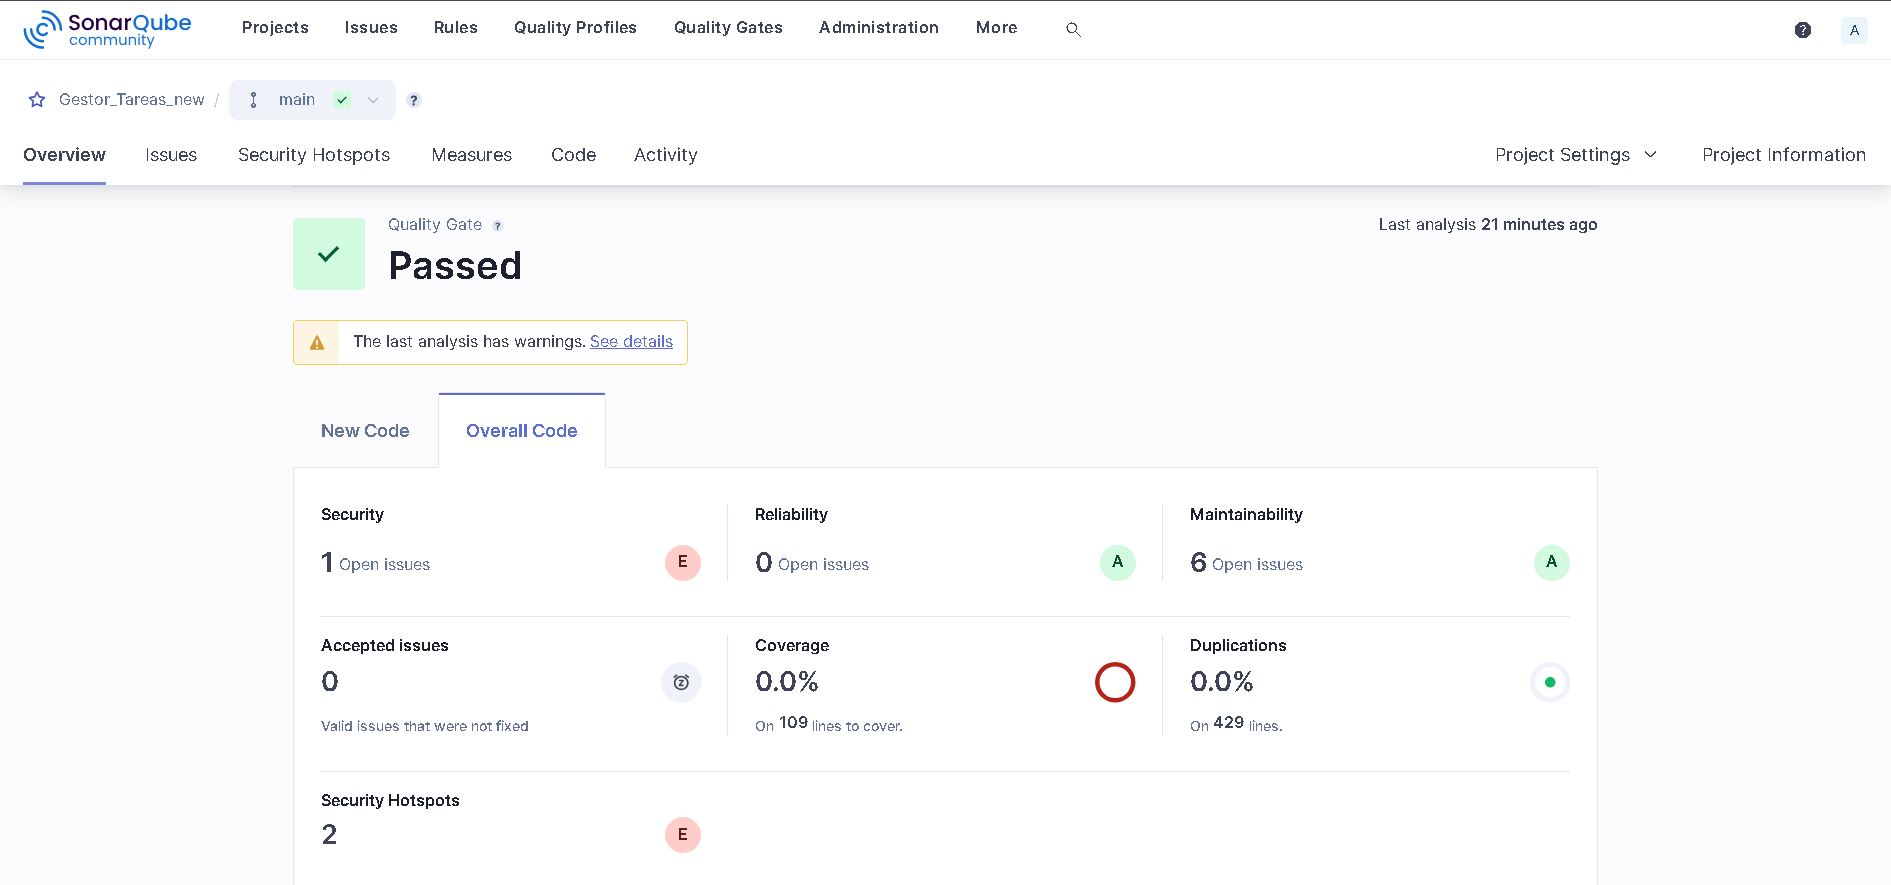 SonarQube community
Projects Issues Rules Quality Profiles Quality Gates Administration More ? A
Gestor_Tareas_new / main ?
Overview Issues Security Hotspots Measures Code Activity Project Settings Project Information
Quality Gate ? Last analysis 21 minutes ago
Passed
The last analysis has warnings. See details
New Code Overall Code
Security Reliability Maintainability
1 Open issues E 0 Open issues A 6 Open issues A
Accepted issues Coverage Duplications
0 0.0% 0.0%
Valid issues that were not fixed On 109 lines to cover. On 429 lines.
Security Hotspots
2 E